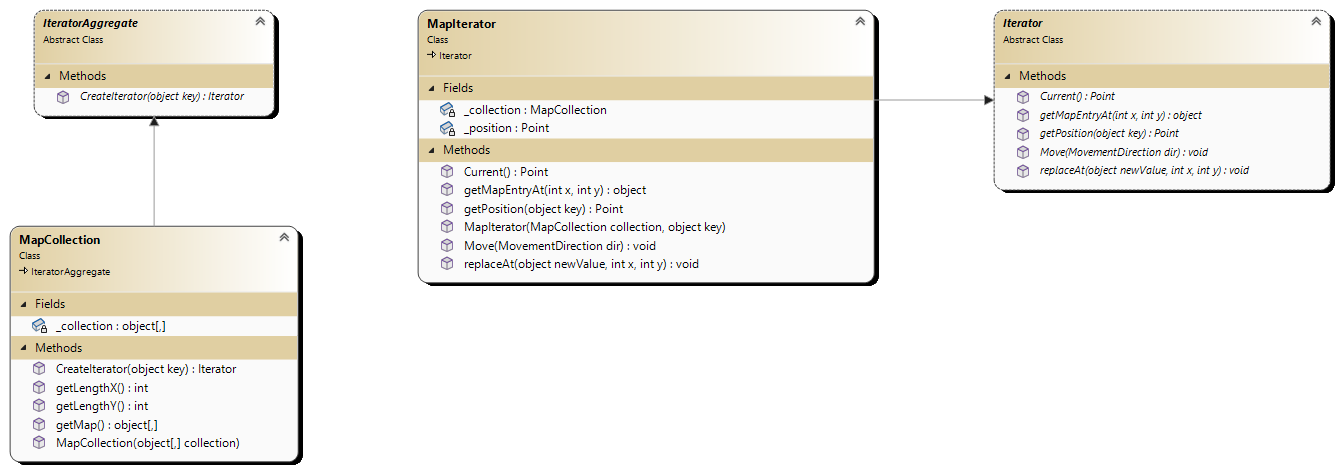 IteratorAggregate
Abstract Class
Methods
CreateIterator(object key) : Iterator
MapCollection
Class
IteratorAggregate
Fields
_collection : object[,]
Methods
CreateIterator(object key) : Iterator
getLengthX() : int
getLengthY() : int
getMap() : object[,]
MapCollection(object[,] collection)
MapIterator
Class
Iterator
Fields
_collection : MapCollection
_position : Point
Methods
Current() : Point
getMapEntryAt(int x, int y) : object
getPosition(object key) : Point
MapIterator(MapCollection collection, object key)
Move(MovementDirection dir) : void
replaceAt(object newValue, int x, int y) : void
Iterator
Abstract Class
Methods
Current() : Point
getMapEntryAt(int x, int y) : object
getPosition(object key) : Point
Move(MovementDirection dir) : void
replaceAt(object newValue, int x, int y) : void